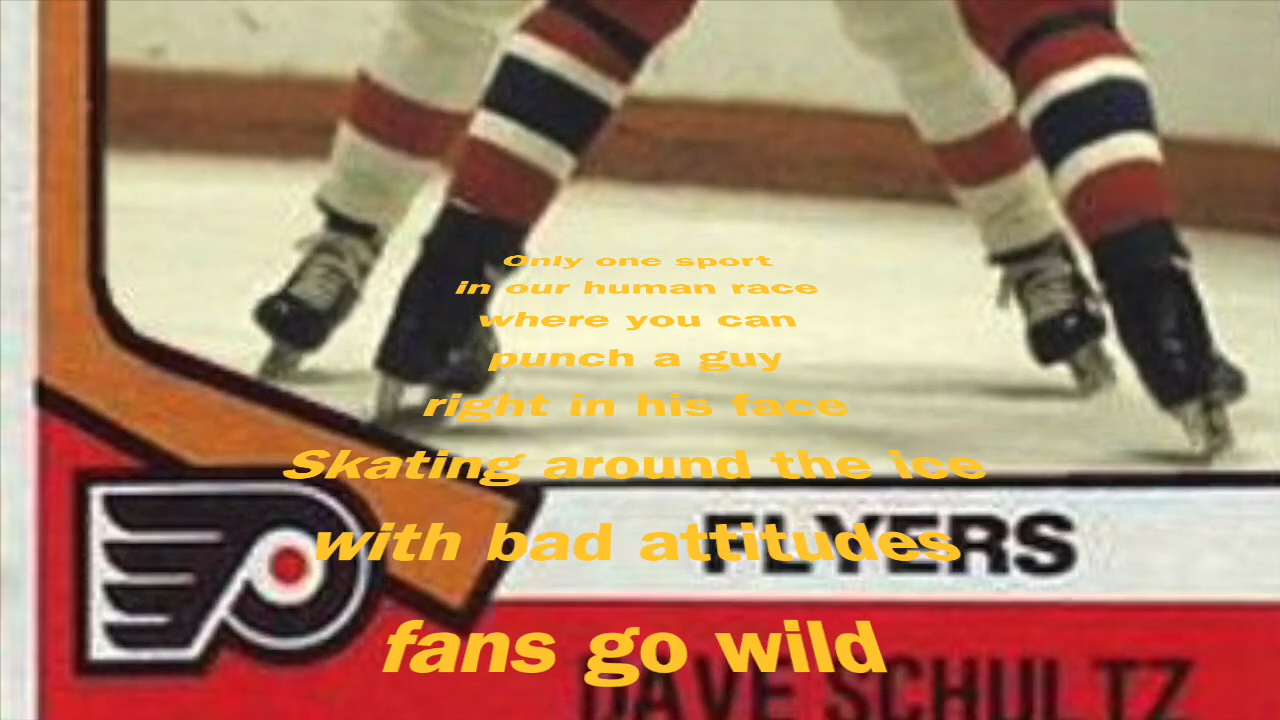 Only one sport
in our human race
where you can
punch a guy
right in his face
Skating around the ice
with bad attitudes
FLYERS
fans go wild
DAVE SCHULTZ